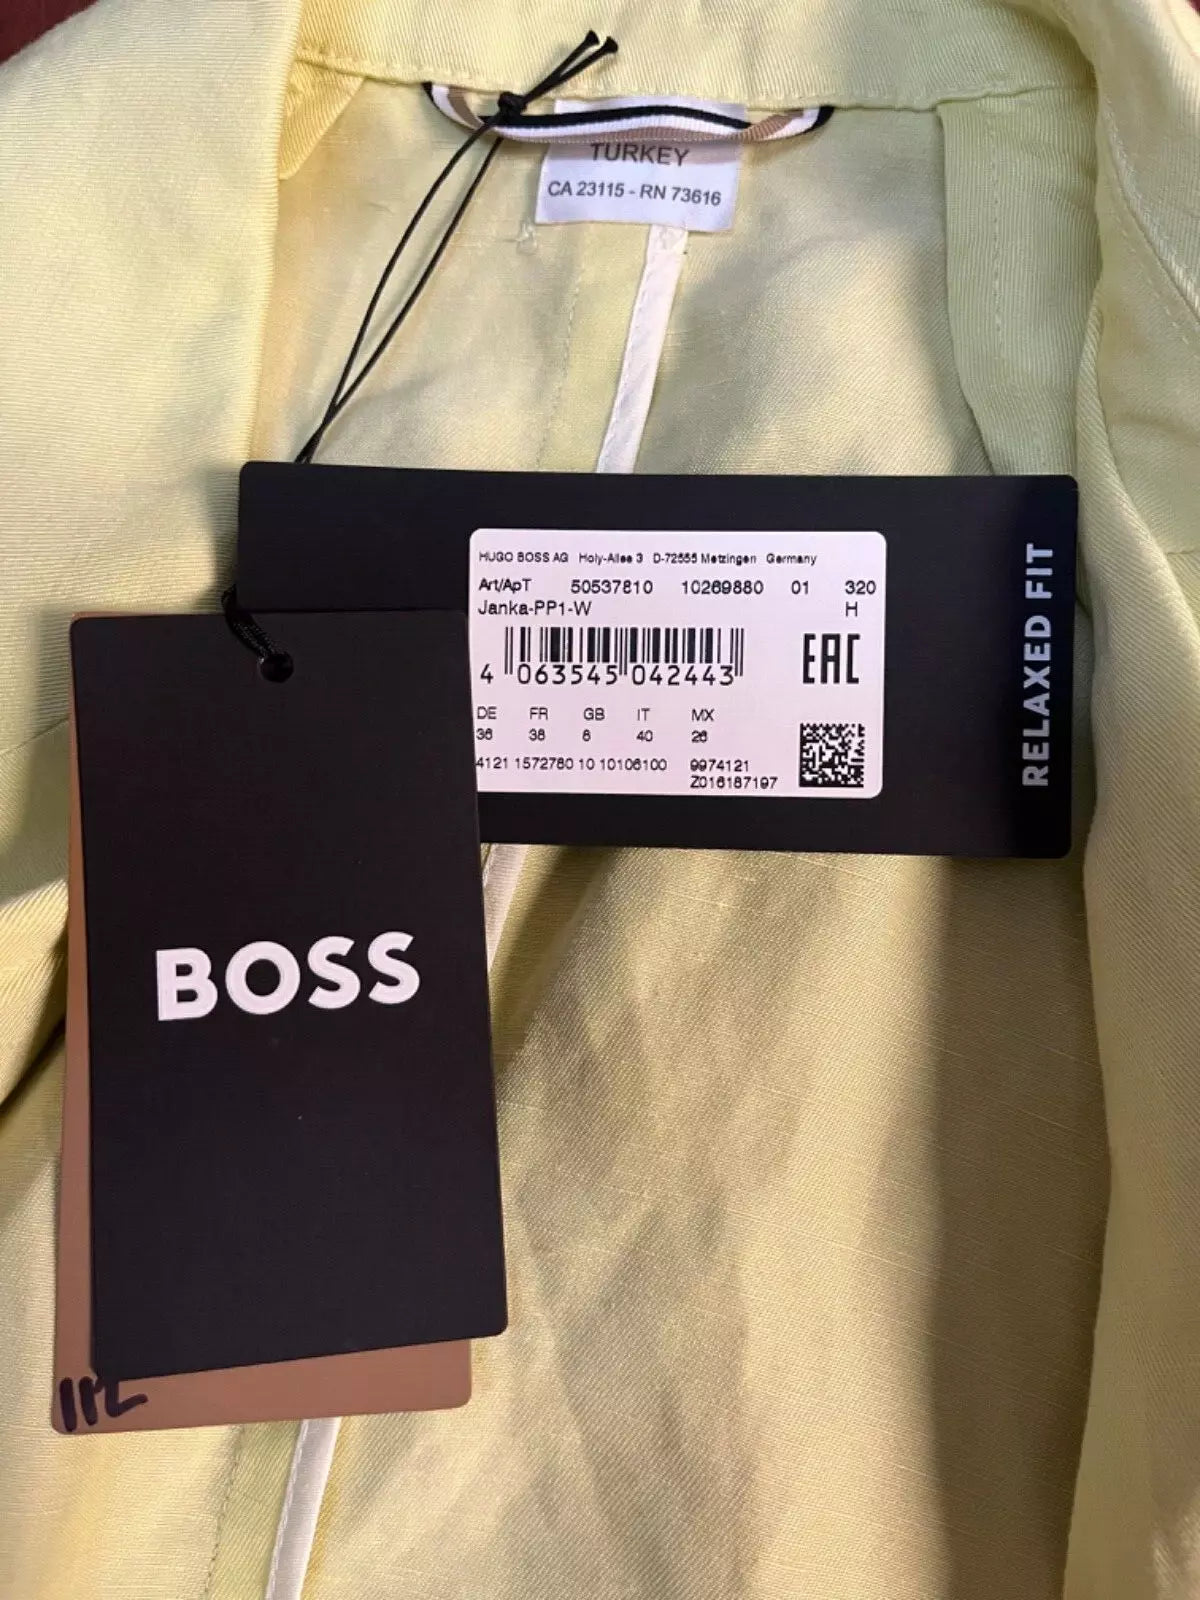 TURKEY
CA 23115 - RN 73616
HUGO BOSS AG Holy-Allee 3 D-72555 Metzingen Germany
Art/ApT 50537810 10269880 01 320
Janka-PP1-W H
4 063545 042443
EAC
DE FR GB IT MX
36 38 8 40 26
4121 1572780 10 10106100 9974121
Z016187197
RELAXED FIT
BOSS